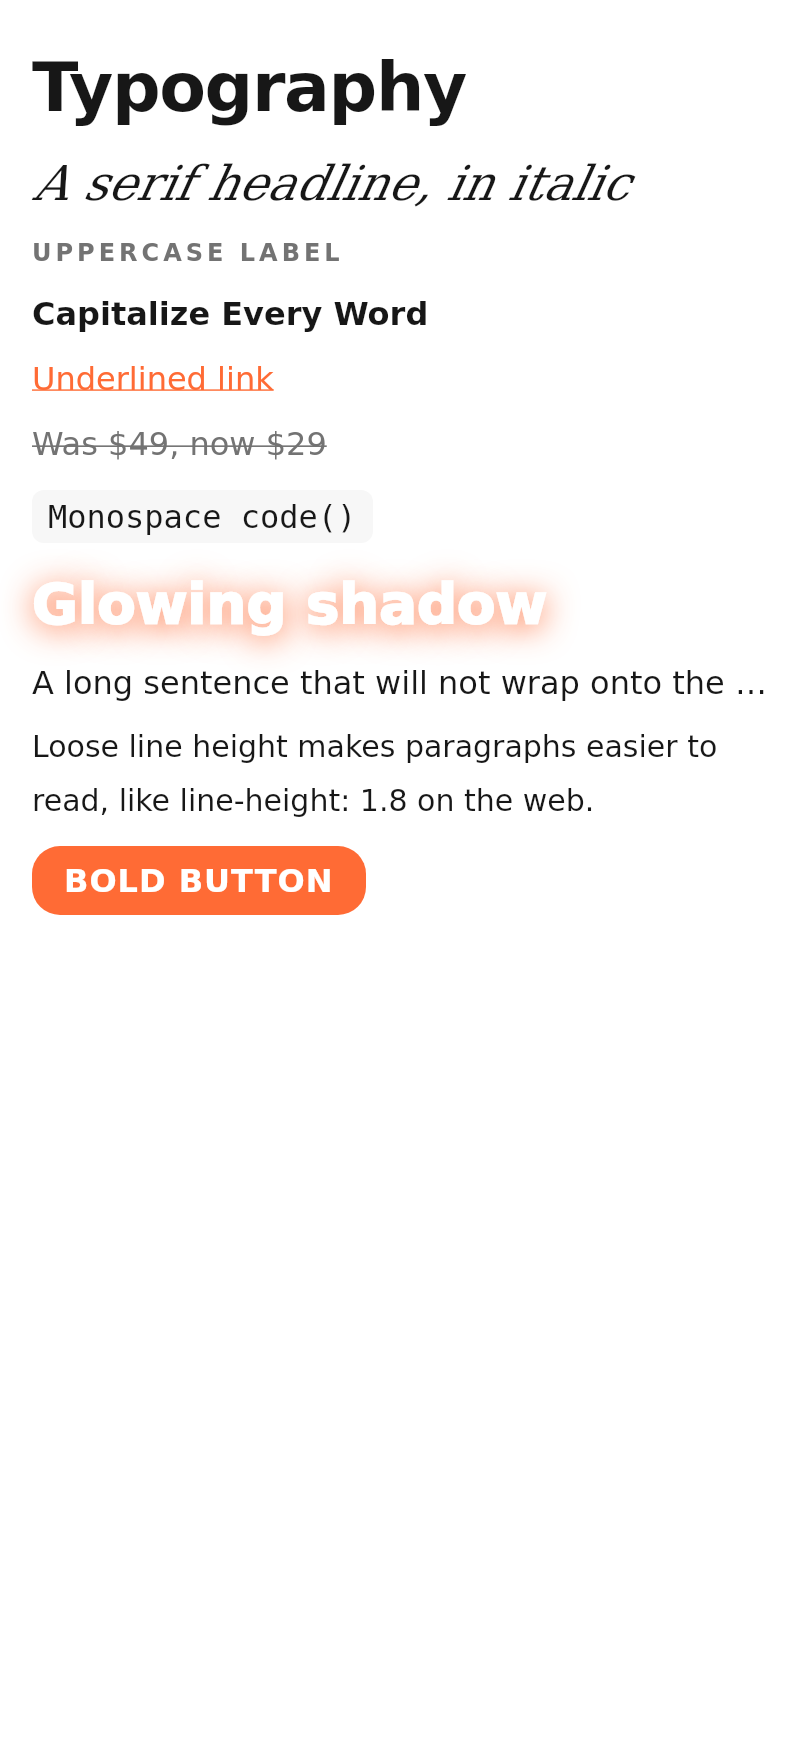 Typography
A serif headline, in italic
UPPERCASE LABEL
Capitalize Every Word
Underlined link
Was $49, now $29
Monospace code()
Glowing shadow
A long sentence that will not wrap onto the …
Loose line height makes paragraphs easier to
read, like line-height: 1.8 on the web.
BOLD BUTTON